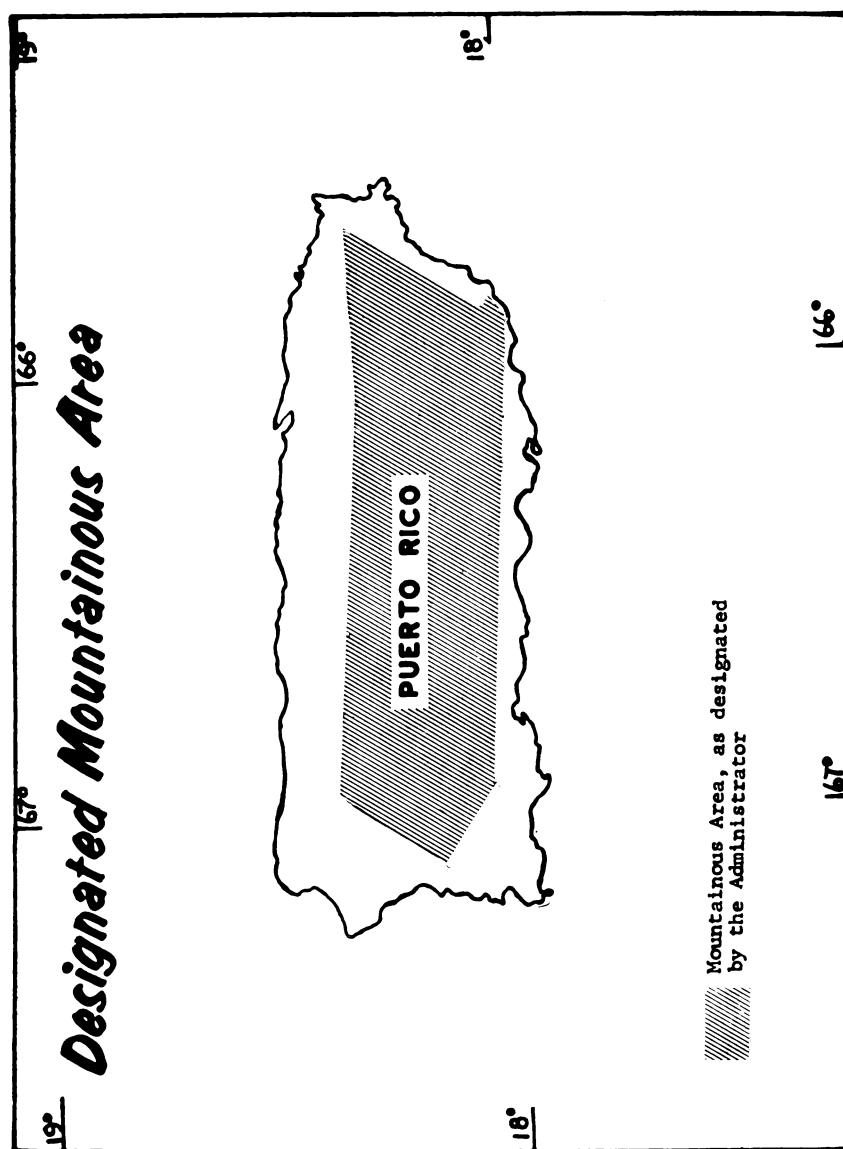 Designated Mountainous Area
19°
67°
66°
19°
PUERTO RICO
18°
18°
Mountainous Area, as designated
by the Administrator
67°
66°